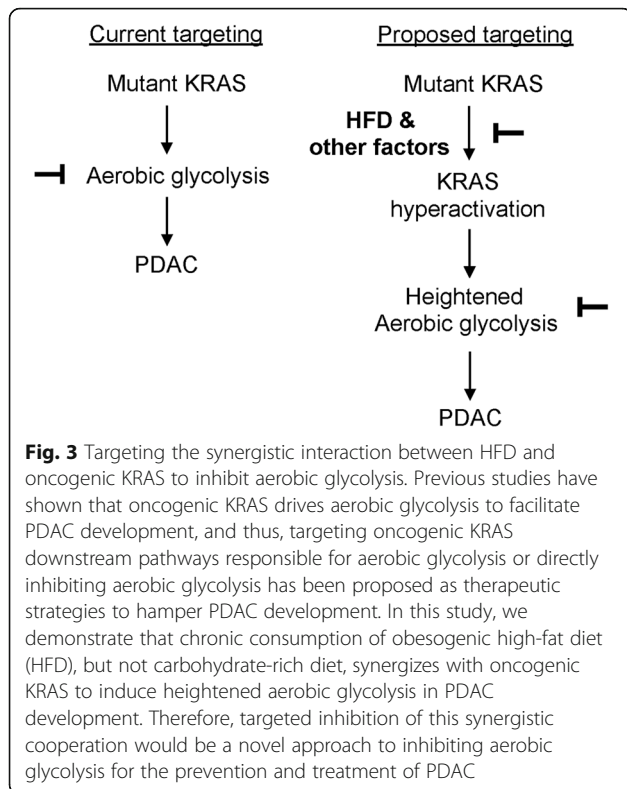 Current targeting
Mutant KRAS
Aerobic glycolysis
PDAC
Proposed targeting
Mutant KRAS
HFD &
other factors
KRAS
hyperactivation
Heightened
Aerobic glycolysis
PDAC
Fig. 3 Targeting the synergistic interaction between HFD and
oncogenic KRAS to inhibit aerobic glycolysis. Previous studies have
shown that oncogenic KRAS drives aerobic glycolysis to facilitate
PDAC development, and thus, targeting oncogenic KRAS
downstream pathways responsible for aerobic glycolysis or directly
inhibiting aerobic glycolysis has been proposed as therapeutic
strategies to hamper PDAC development. In this study, we
demonstrate that chronic consumption of obesogenic high-fat diet
(HFD), but not carbohydrate-rich diet, synergizes with oncogenic
KRAS to induce heightened aerobic glycolysis in PDAC
development. Therefore, targeted inhibition of this synergistic
cooperation would be a novel approach to inhibiting aerobic
glycolysis for the prevention and treatment of PDAC